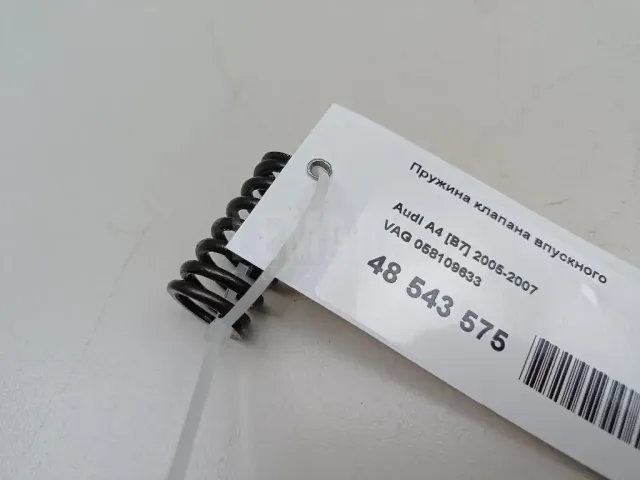 Пружина клапана впускного
Audi A4 [B7] 2005-2007
VAG 058109633
48 543 575